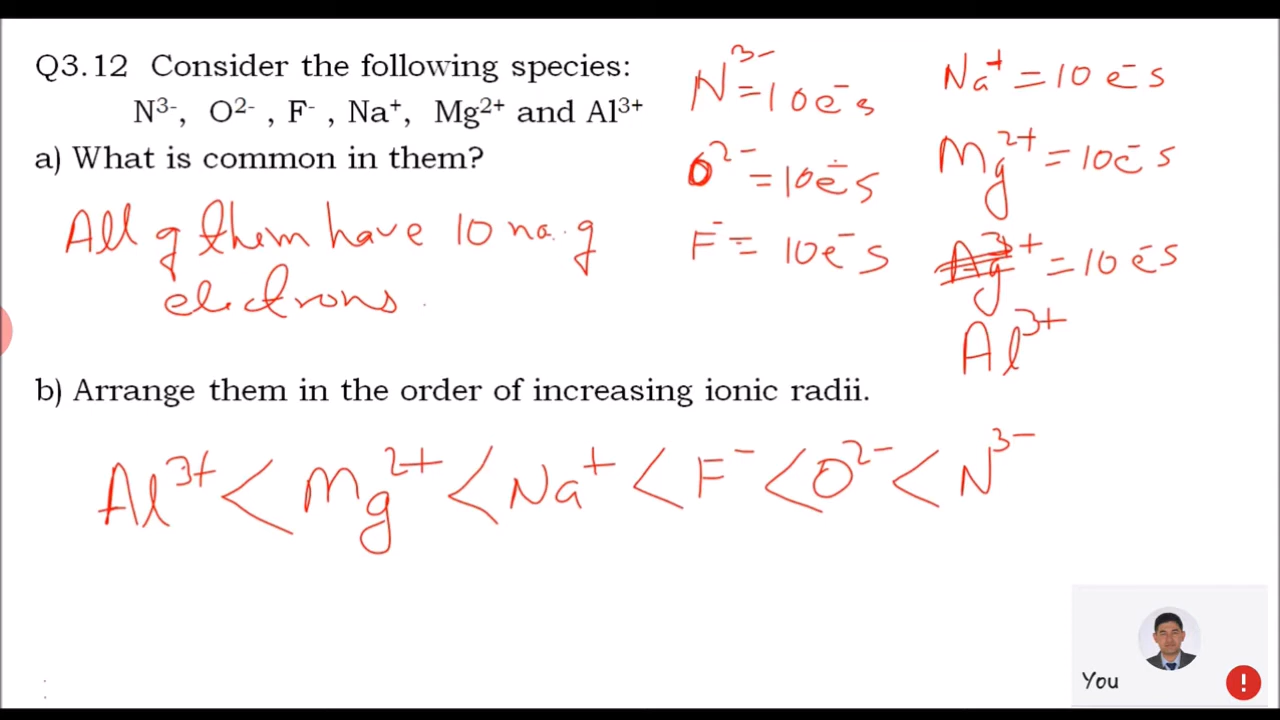 Q3.12 Consider the following species:
N³⁻, O²⁻ , F⁻ , Na⁺, Mg²⁺ and Al³⁺
a) What is common in them?
All of them have 10 no. of
electrons
N³⁻ = 10e⁻s
O²⁻ = 10e⁻s
F⁻ = 10e⁻s
Na⁺ = 10e⁻s
Mg²⁺ = 10e⁻s
Ag³⁺ = 10e⁻s
Al³⁺
b) Arrange them in the order of increasing ionic radii.
Al³⁺ < Mg²⁺ < Na⁺ < F⁻ < O²⁻ < N³⁻
You
!